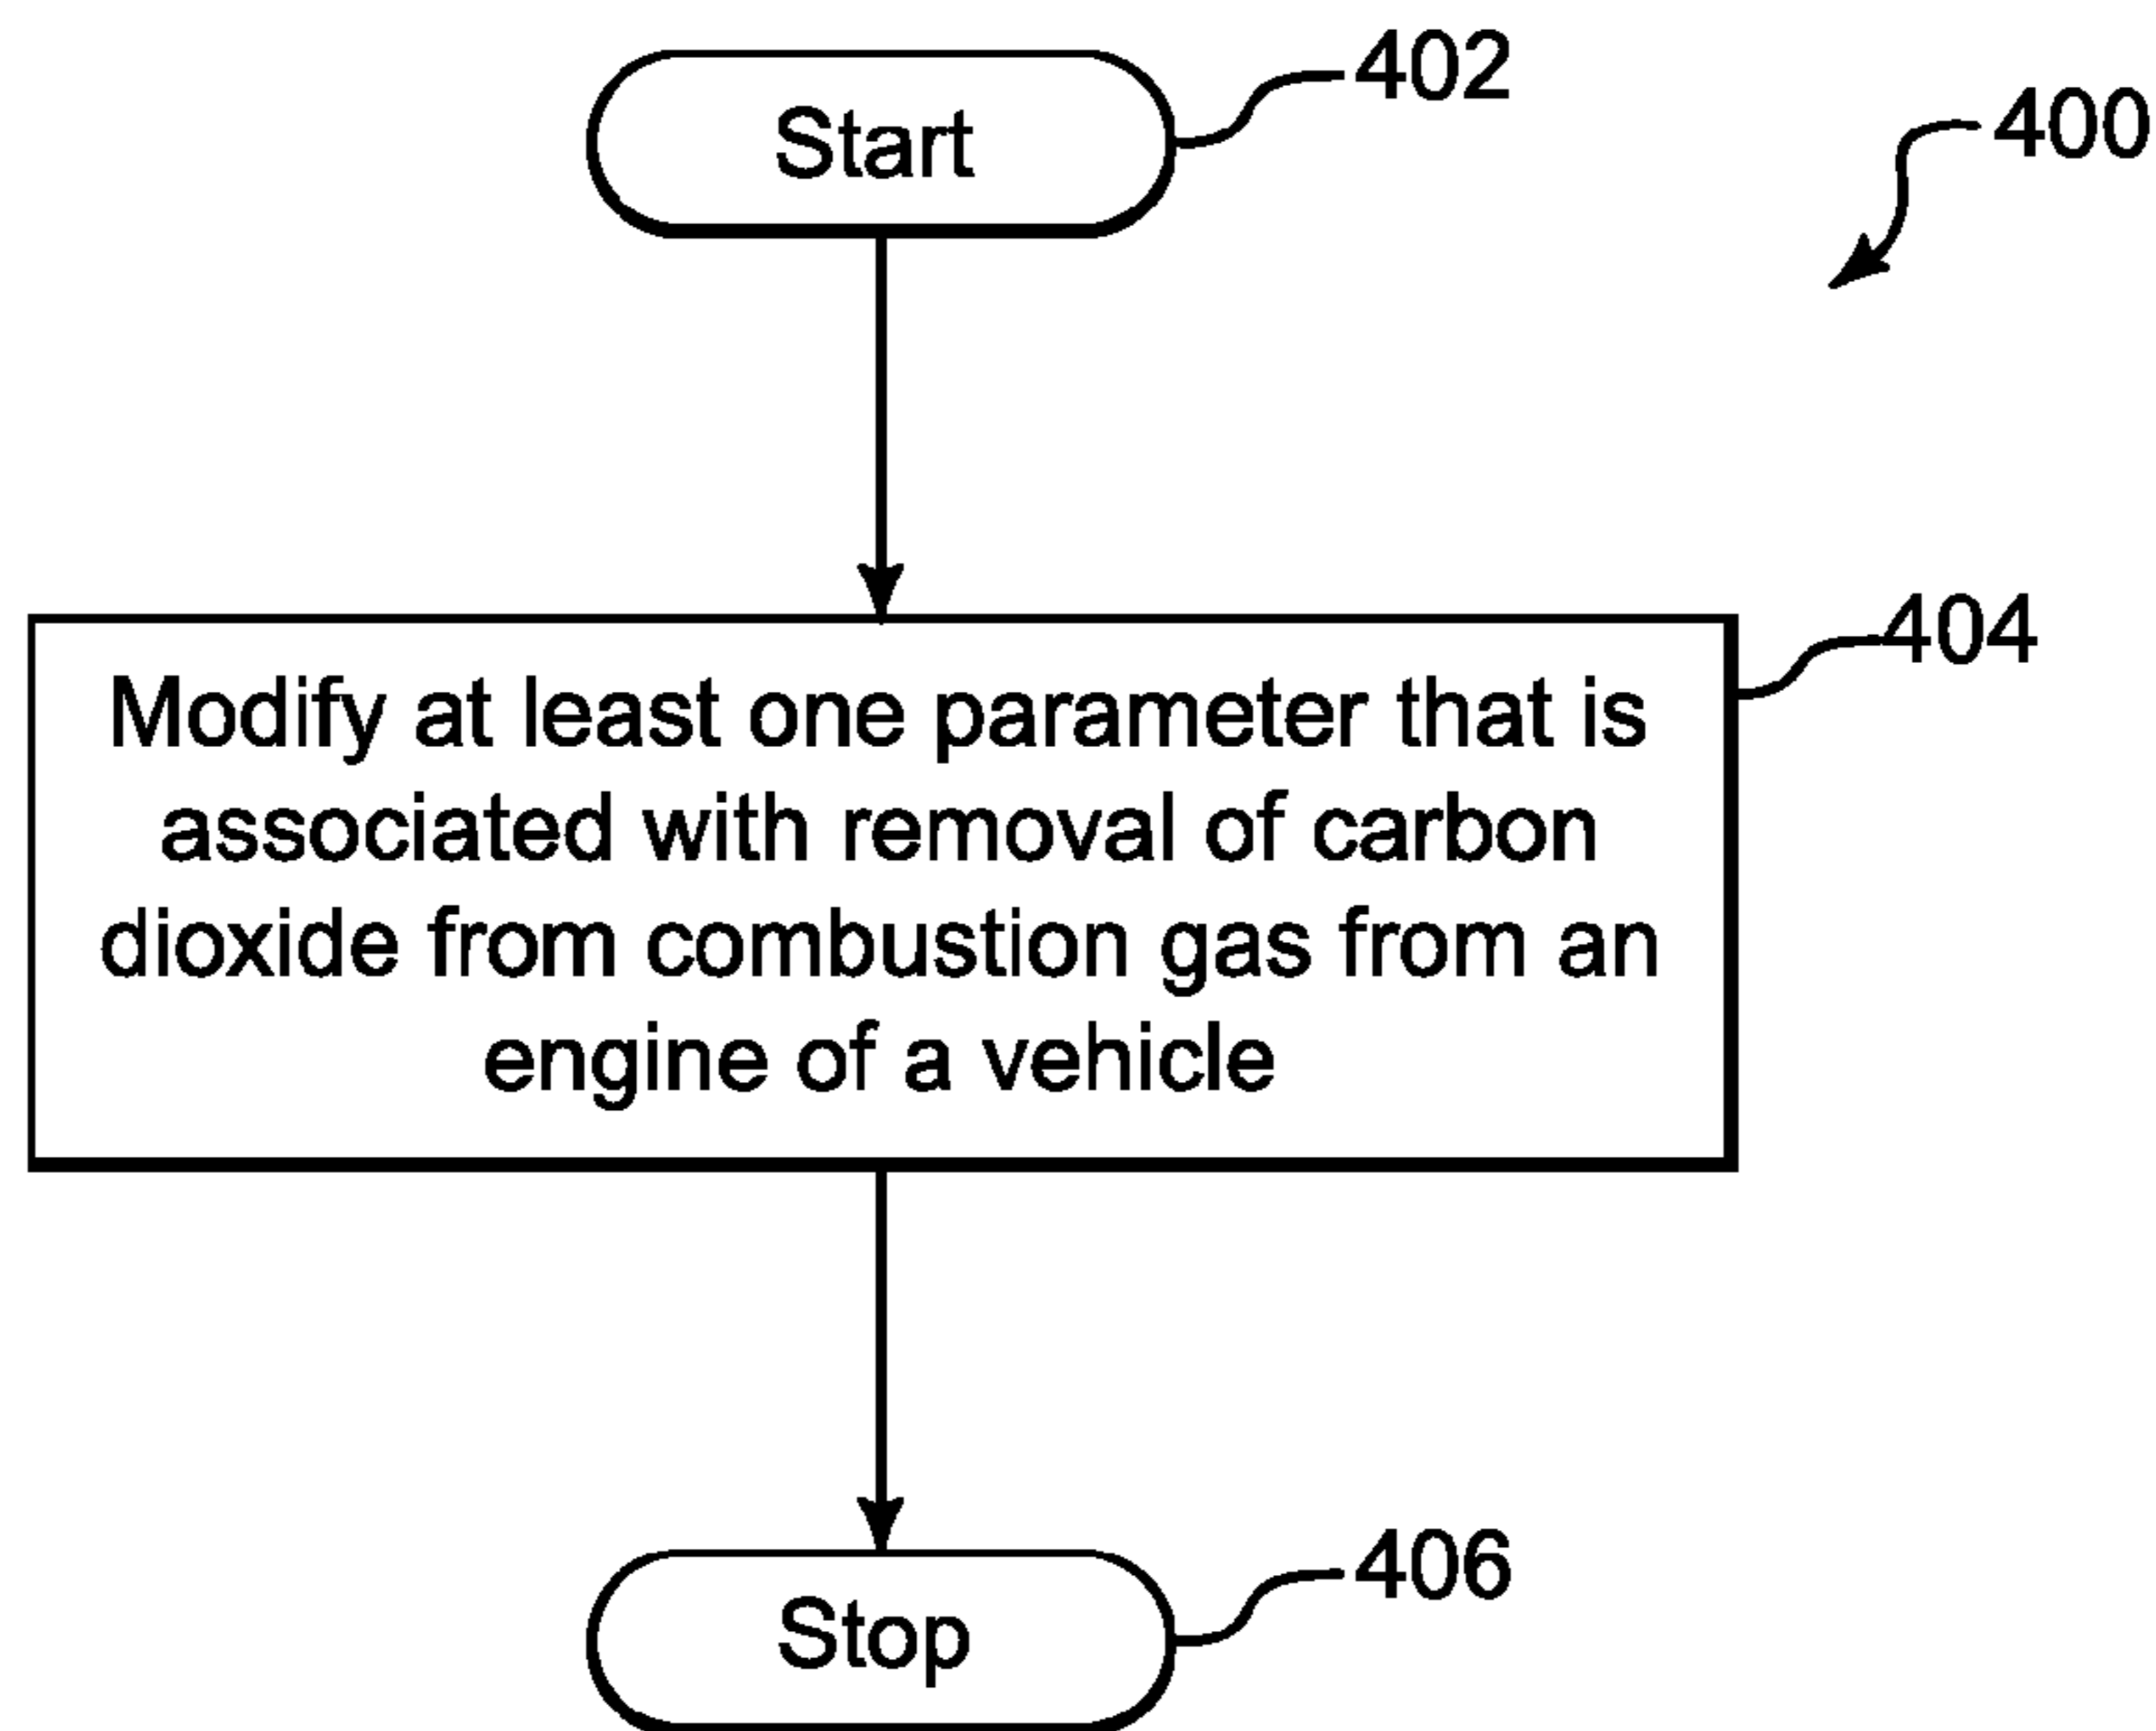 Start
402
400
Modify at least one parameter that is
associated with removal of carbon
dioxide from combustion gas from an
engine of a vehicle
404
Stop
406